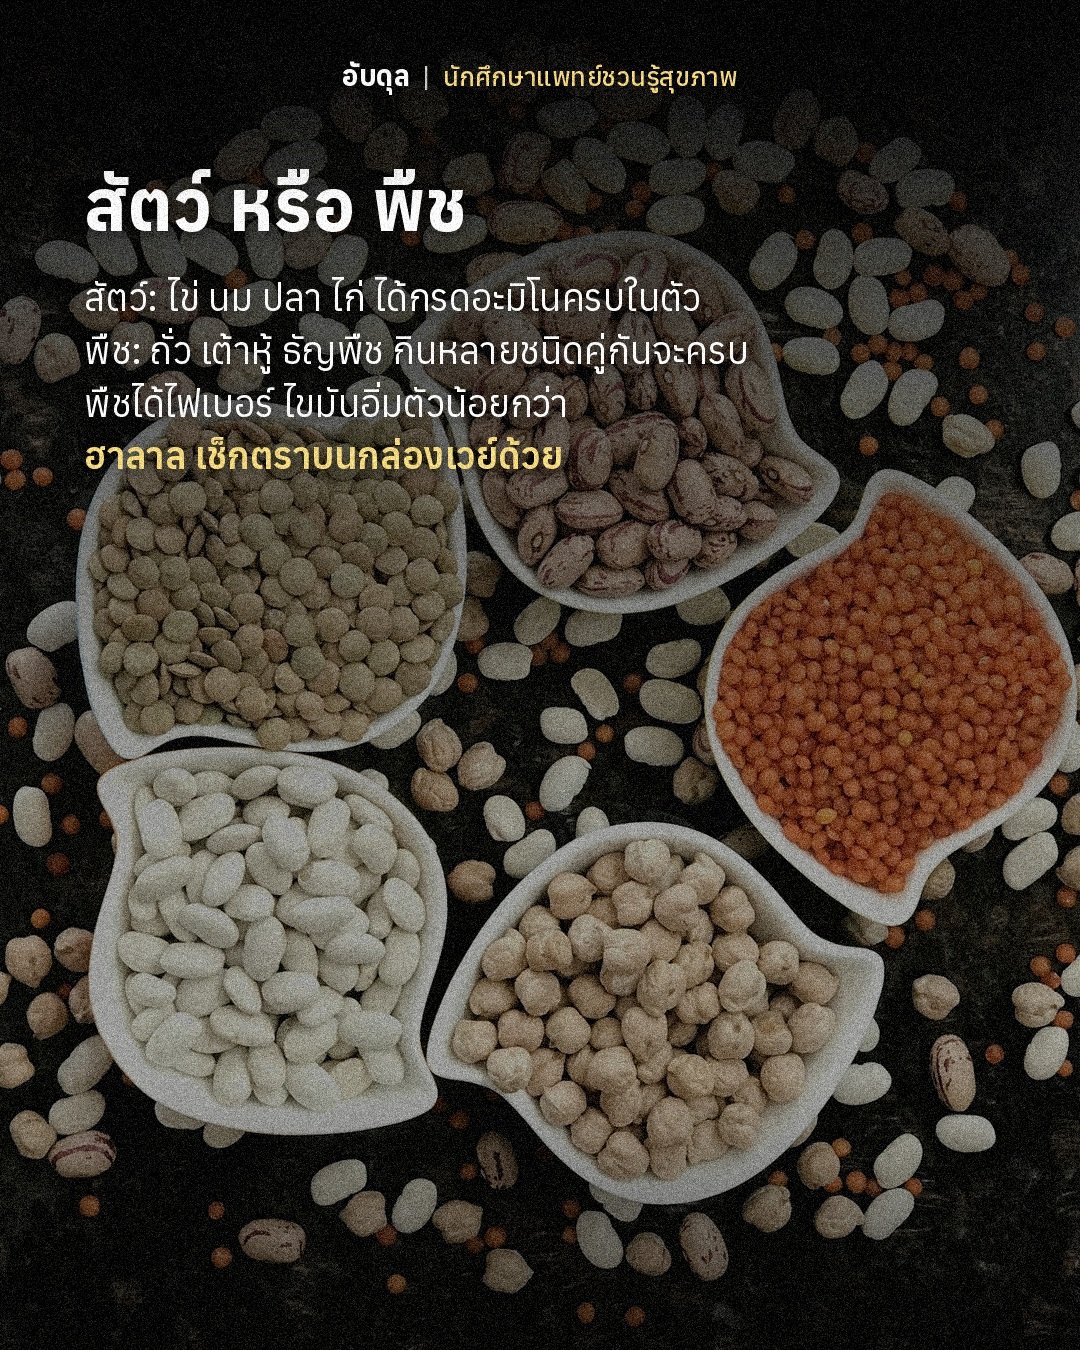 อับดุล | นักศึกษาแพทย์ชวนรู้สุขภาพ
สัตว์ หรือ พืช
สัตว์: ไข่ นม ปลา ไก่ ได้กรดอะมิโนครบในตัว
พืช: ถั่ว เต้าหู้ ธัญพืช กินหลายชนิดคู่กันจะครบ
พืชได้ไฟเบอร์ ไขมันอิ่มตัวน้อยกว่า
ฮาลาล เช็กตราบนกล่องเวย์ด้วย